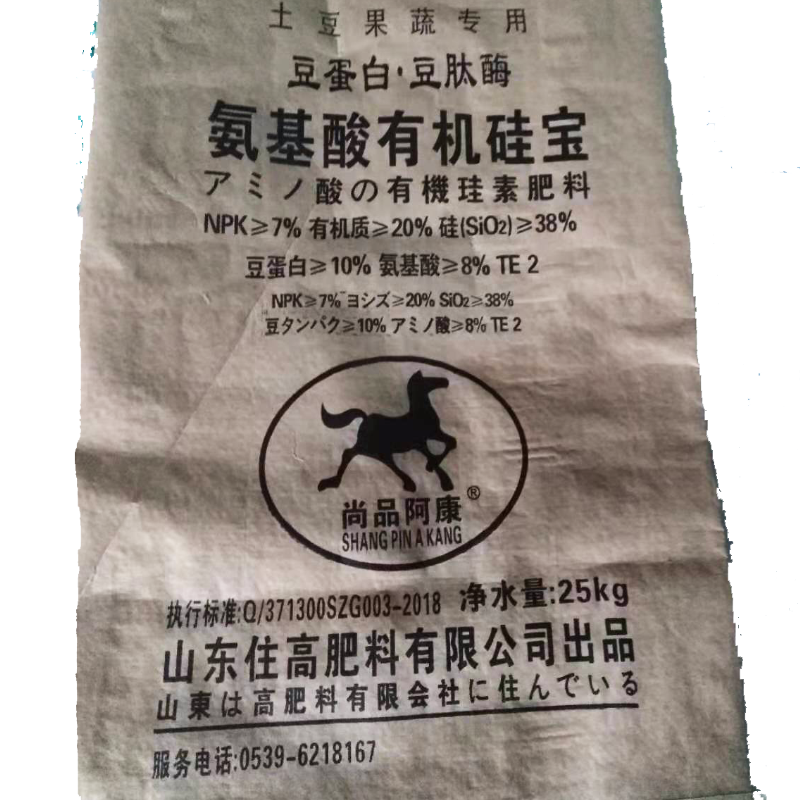 土豆果蔬专用
豆蛋白·豆肽酶
氨基酸有机硅宝
アミノ酸の有機珪素肥料
NPK≥7% 有机质≥20% 硅(SiO2)≥38%
豆蛋白≥10% 氨基酸≥8% TE 2
NPK≥7% ヨシズ≥20% SiO2≥38%
豆タンパク≥10% アミノ酸≥8% TE 2
尚品阿康®
SHANG PIN A KANG
执行标准:Q/371300SZG003-2018 净水量:25kg
山东住高肥料有限公司出品
山東は高肥料有限会社に住んでいる
服务电话:0539-6218167